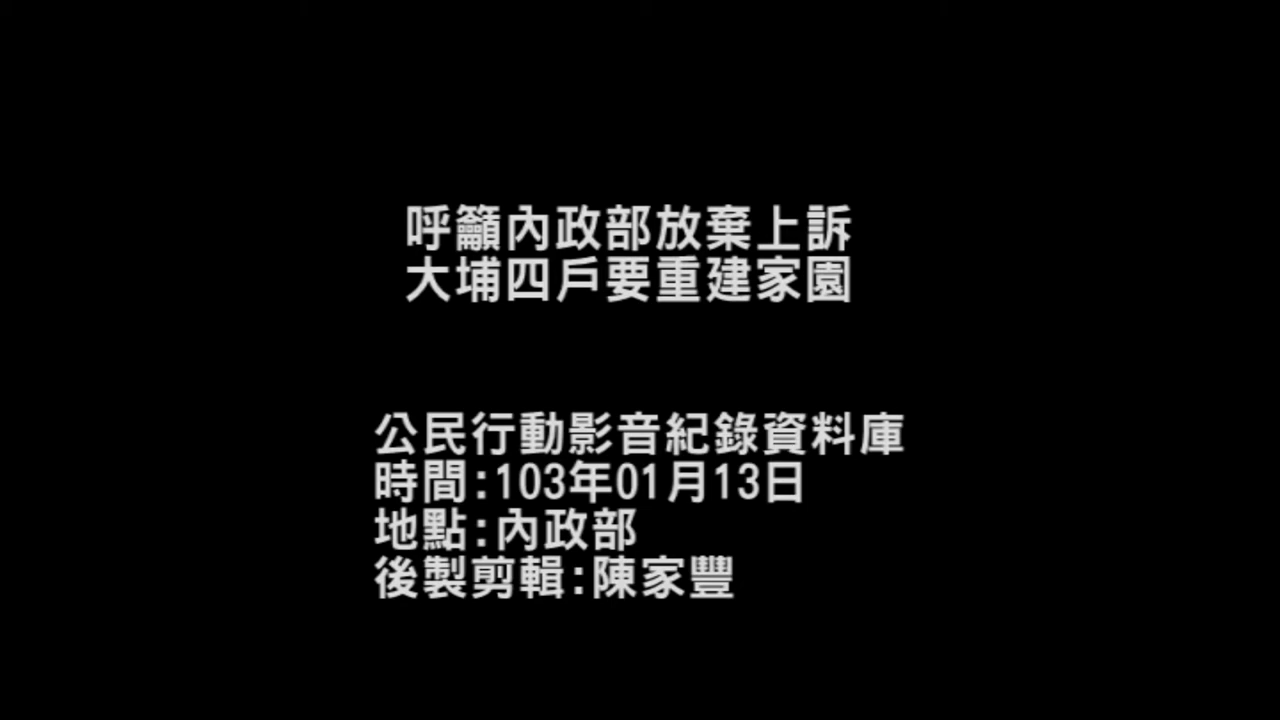 呼籲內政部放棄上訴
大埔四戶要重建家園
公民行動影音紀錄資料庫
時間:103年01月13日
地點:內政部
後製剪輯:陳家豐